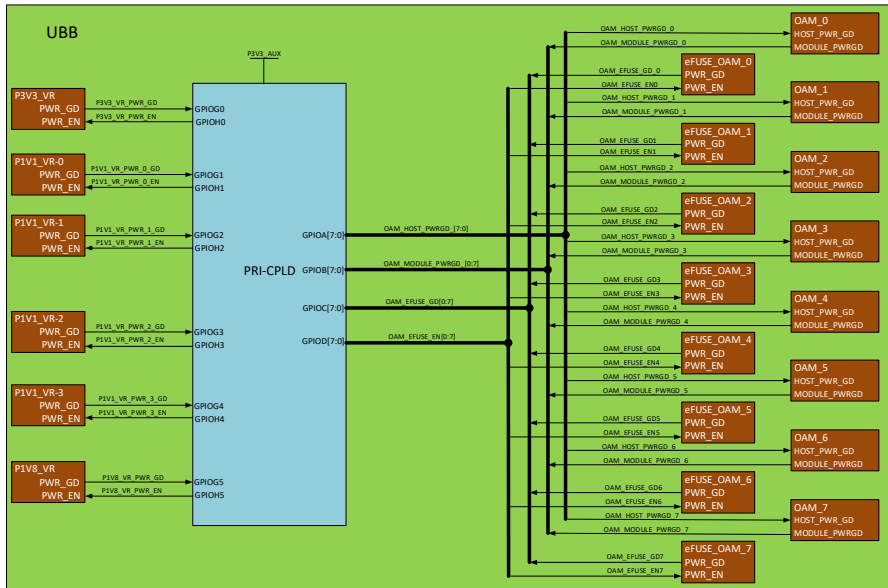 UBB
P3V3_AUX
P3V3_VR
PWR_GD
PWR_EN
P3V3_VR_PWR_GD
P3V3_VR_PWR_EN
GPIOG0
GPIOH0
P1V1_VR-0
PWR_GD
PWR_EN
P1V1_VR_PWR_0_GD
P1V1_VR_PWR_0_EN
GPIOG1
GPIOH1
P1V1_VR-1
PWR_GD
PWR_EN
P1V1_VR_PWR_1_GD
P1V1_VR_PWR_1_EN
GPIOG2
GPIOH2
P1V1_VR-2
PWR_GD
PWR_EN
P1V1_VR_PWR_2_GD
P1V1_VR_PWR_2_EN
GPIOG3
GPIOH3
P1V1_VR-3
PWR_GD
PWR_EN
P1V1_VR_PWR_3_GD
P1V1_VR_PWR_3_EN
GPIOG4
GPIOH4
P1V8_VR
PWR_GD
PWR_EN
P1V8_VR_PWR_GD
P1V8_VR_PWR_EN
GPIOG5
GPIOH5
PRI-CPLD
GPIOA[7:0}
GPIOB[7:0}
GPIOC[7:0}
GPIOD[7:0}
OAM_HOST_PWRGD_[7:0]
OAM_MODULE_PWRGD_[0:7]
OAM_EFUSE_GD[0:7]
OAM_EFUSE_EN[0:7]
OAM_HOST_PWRGD_0
OAM_MODULE_PWRGD_0
OAM_EFUSE_GD_0
OAM_EFUSE_EN0
OAM_HOST_PWRGD_1
OAM_MODULE_PWRGD_1
OAM_EFUSE_GD1
OAM_EFUSE_EN1
OAM_HOST_PWRGD_2
OAM_MODULE_PWRGD_2
OAM_EFUSE_GD2
OAM_EFUSE_EN2
OAM_HOST_PWRGD_3
OAM_MODULE_PWRGD_3
OAM_EFUSE_GD3
OAM_EFUSE_EN3
OAM_HOST_PWRGD_4
OAM_MODULE_PWRGD_4
OAM_EFUSE_GD4
OAM_EFUSE_EN4
OAM_HOST_PWRGD_5
OAM_MODULE_PWRGD_5
OAM_EFUSE_GD5
OAM_EFUSE_EN5
OAM_HOST_PWRGD_6
OAM_MODULE_PWRGD_6
OAM_EFUSE_GD6
OAM_EFUSE_EN6
OAM_HOST_PWRGD_7
OAM_MODULE_PWRGD_7
OAM_EFUSE_GD7
OAM_EFUSE_EN7
eFUSE_OAM_0
PWR_GD
PWR_EN
eFUSE_OAM_1
PWR_GD
PWR_EN
eFUSE_OAM_2
PWR_GD
PWR_EN
eFUSE_OAM_3
PWR_GD
PWR_EN
eFUSE_OAM_4
PWR_GD
PWR_EN
eFUSE_OAM_5
PWR_GD
PWR_EN
eFUSE_OAM_6
PWR_GD
PWR_EN
eFUSE_OAM_7
PWR_GD
PWR_EN
OAM_0
HOST_PWR_GD
MODULE_PWRGD
OAM_1
HOST_PWR_GD
MODULE_PWRGD
OAM_2
HOST_PWR_GD
MODULE_PWRGD
OAM_3
HOST_PWR_GD
MODULE_PWRGD
OAM_4
HOST_PWR_GD
MODULE_PWRGD
OAM_5
HOST_PWR_GD
MODULE_PWRGD
OAM_6
HOST_PWR_GD
MODULE_PWRGD
OAM_7
HOST_PWR_GD
MODULE_PWRGD